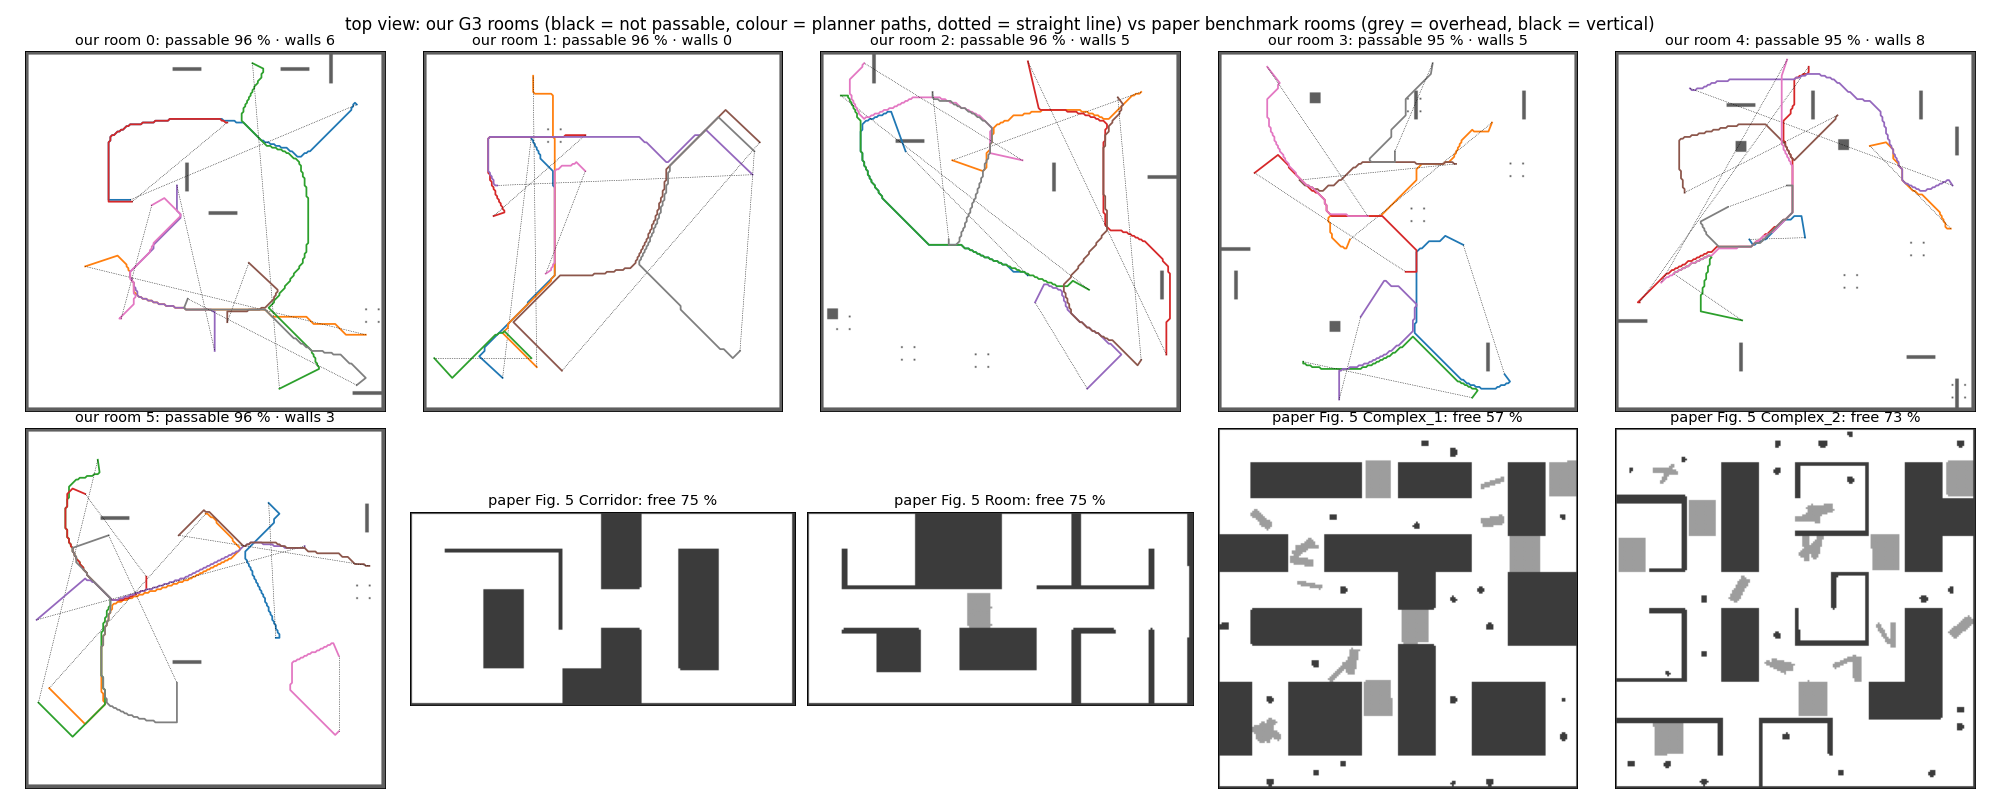 top view: our G3 rooms (black = not passable, colour = planner paths, dotted = straight line) vs paper benchmark rooms (grey = overhead, black = vertical)
our room 0: passable 96 % · walls 6
our room 1: passable 96 % · walls 0
our room 2: passable 96 % · walls 5
our room 3: passable 95 % · walls 5
our room 4: passable 95 % · walls 8
our room 5: passable 96 % · walls 3
paper Fig. 5 Corridor: free 75 %
paper Fig. 5 Room: free 75 %
paper Fig. 5 Complex_1: free 57 %
paper Fig. 5 Complex_2: free 73 %